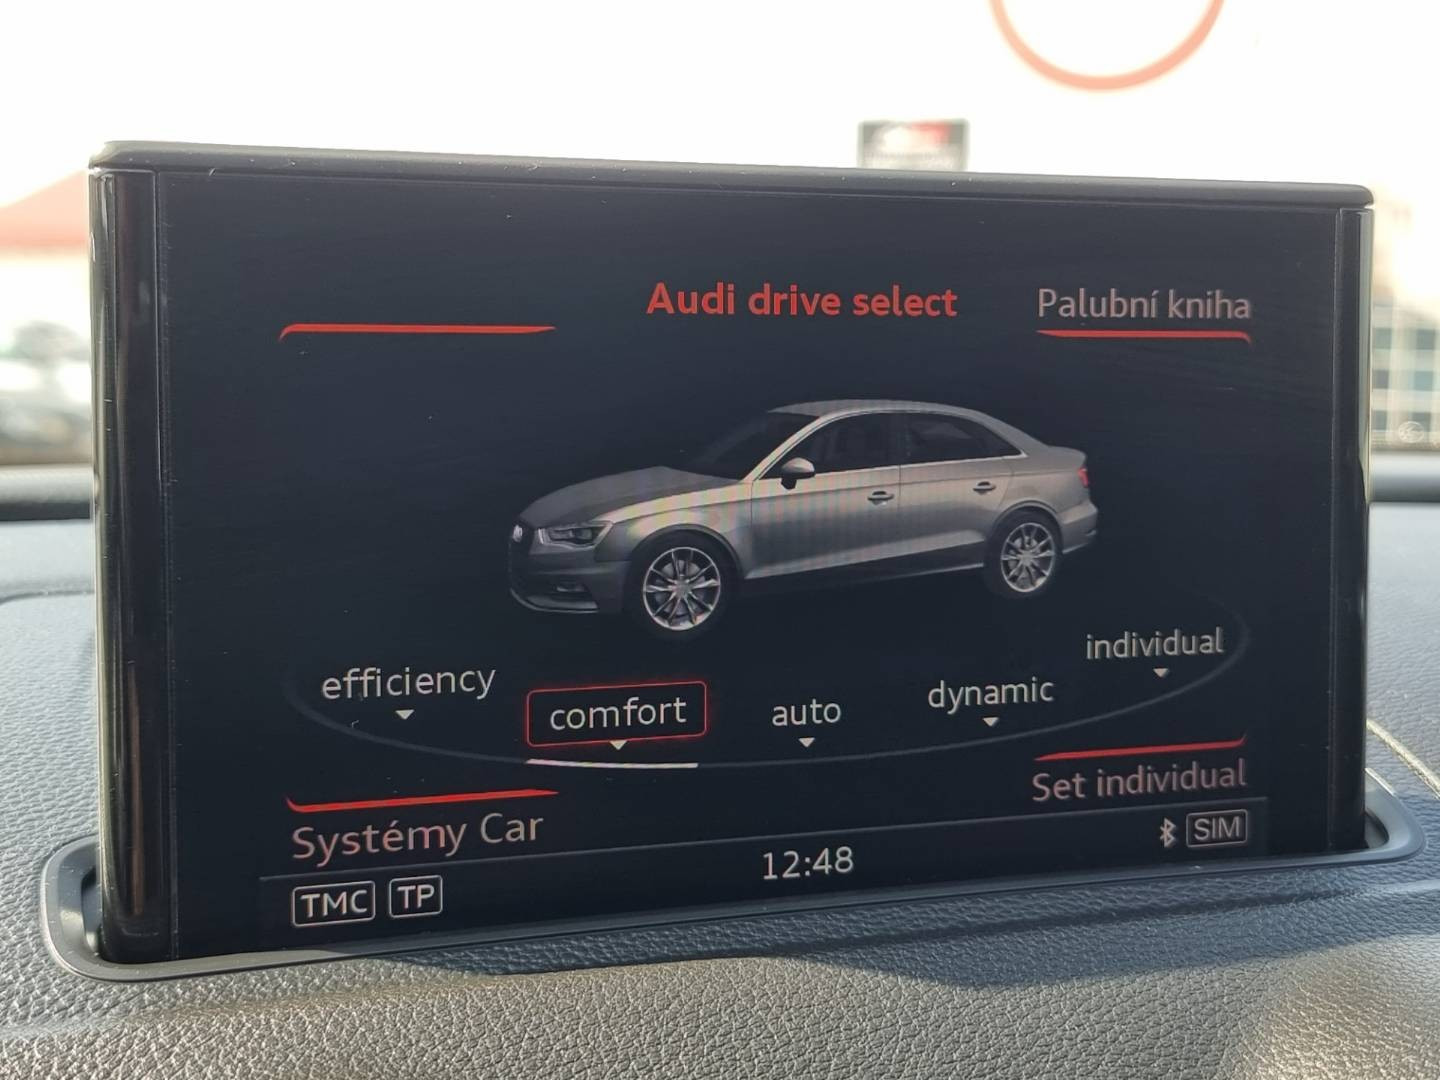 Audi drive select
Palubní kniha
efficiency
comfort
auto
dynamic
individual
Systémy Car
Set individual
TMC TP
12:48
SIM